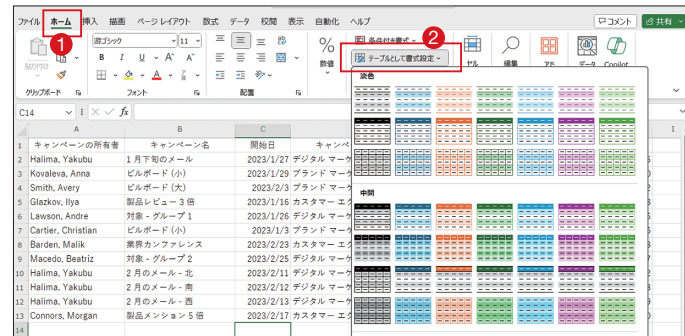 ファイル ホーム 挿入 描画 ページ レイアウト 数式 データ 校閲 表示 自動化 ヘルプ コメント 共有
1 2
游ゴシック 11 条件付き書式
貼り付け B I U A A 数値 テーブルとして書式設定 セル 編集 アド データ Copilot
クリップボード フォント 配置
淡色
C14 fx
A B C I
1 キャンペーンの所有者 キャンペーン名 開始日 キャンペ
2 Halima, Yakubu 1 月下旬のメール 2023/1/27 デジタル マーケ
3 Kovaleva, Anna ビルボード (小) 2023/1/29 ブランド マーケ
4 Smith, Avery ビルボード (大) 2023/2/3 ブランド マーケ
5 Glazkov, Ilya 製品レビュー 3 倍 2023/1/16 カスタマー エク
中間
6 Lawson, Andre 対象 - グループ 1 2023/1/26 デジタル マーケ
7 Cartier, Christian ビルボード (小) 2023/1/3 ブランド マーケ
8 Barden, Malik 業界カンファレンス 2023/2/23 カスタマー エク
9 Macedo, Beatriz 対象 - グループ 2 2023/2/25 デジタル マーケ
10 Halima, Yakubu 2 月のメール - 北 2023/2/11 デジタル マーケ
11 Halima, Yakubu 2 月のメール - 南 2023/2/12 デジタル マーケ
12 Halima, Yakubu 2 月のメール - 西 2023/2/13 デジタル マーケ
13 Connors, Morgan 製品メンション 5 倍 2023/2/17 カスタマー エク
14